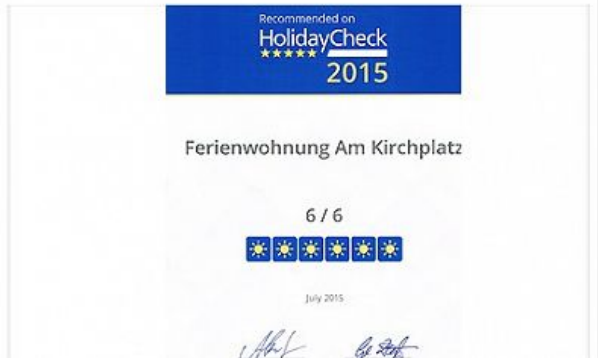 Recommended on
HolidayCheck
2015
Ferienwohnung Am Kirchplatz
6 / 6
July 2015